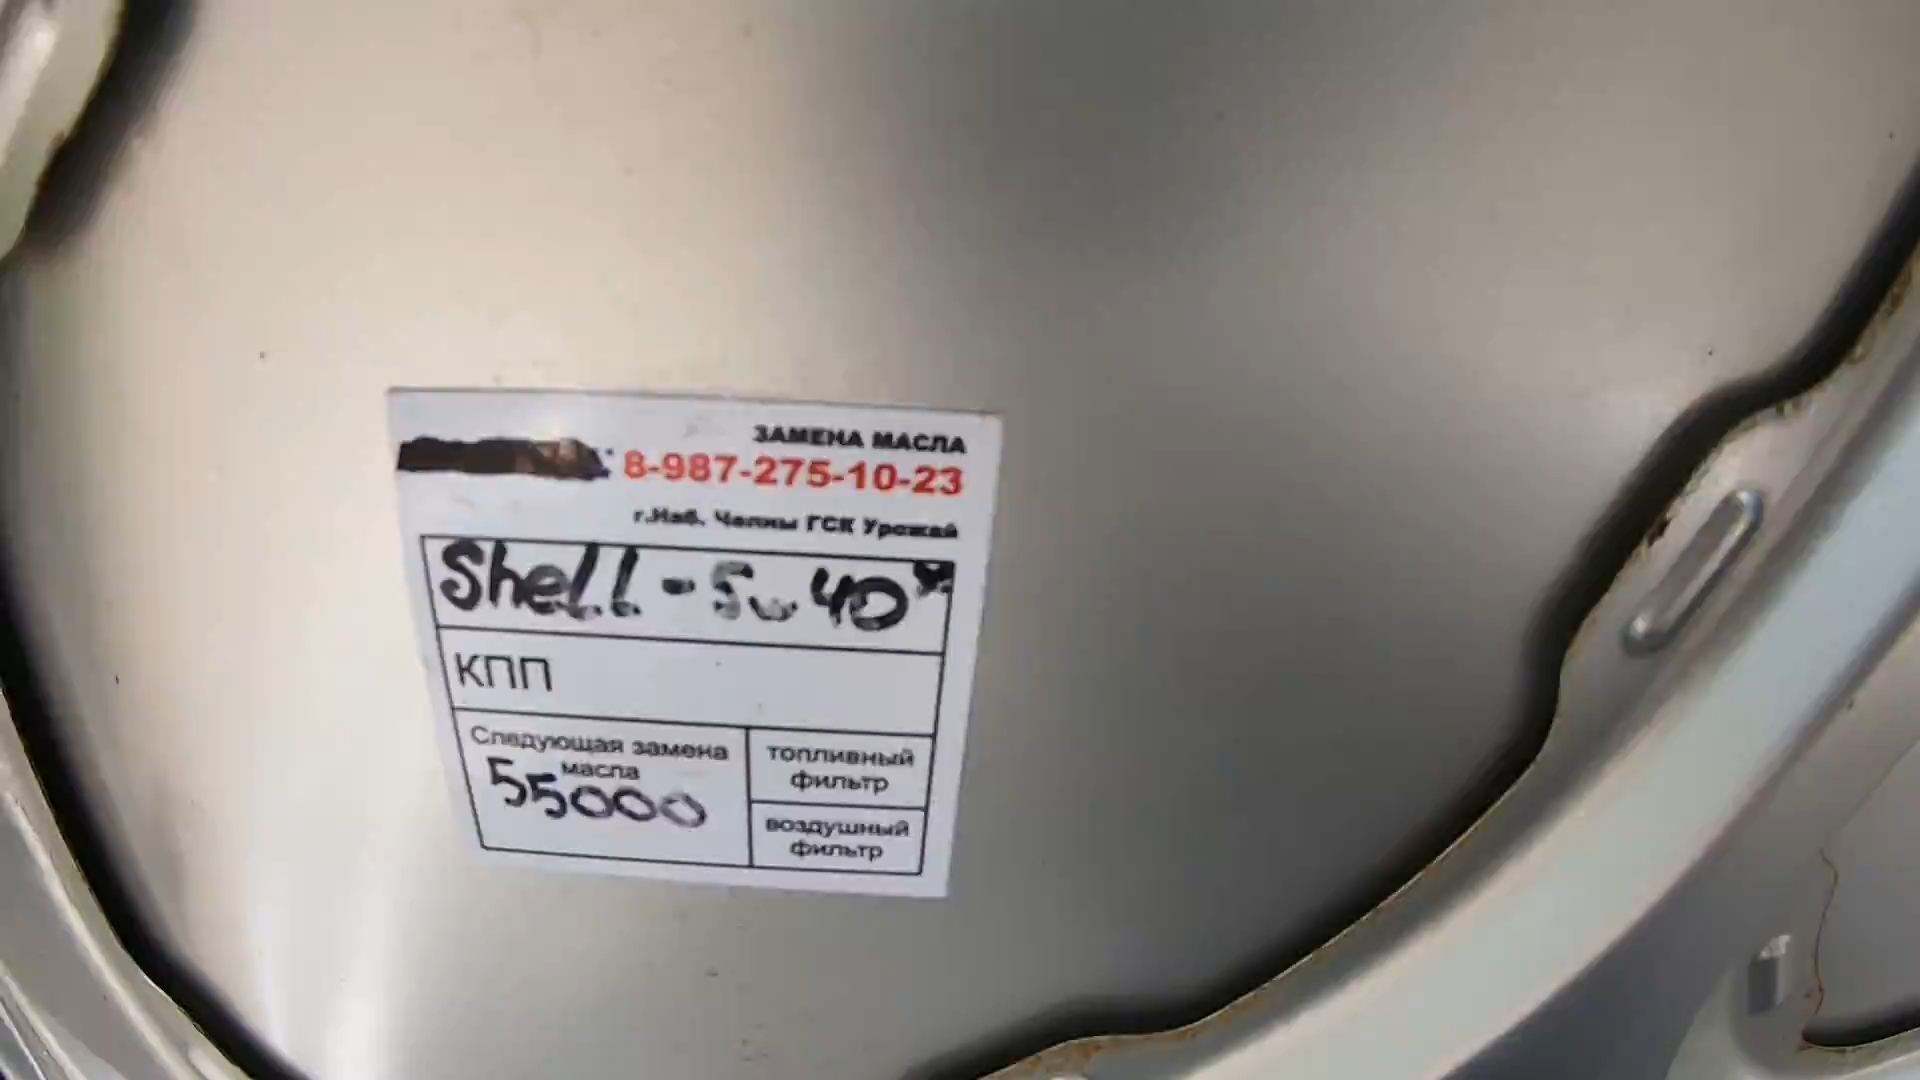 ЗАМЕНА МАСЛА
8-987-275-10-23
г.Наб. Челны ГСК Урожай
Shell - 5w40
КПП
Следующая замена
масла
55000
топливный
фильтр
воздушный
фильтр